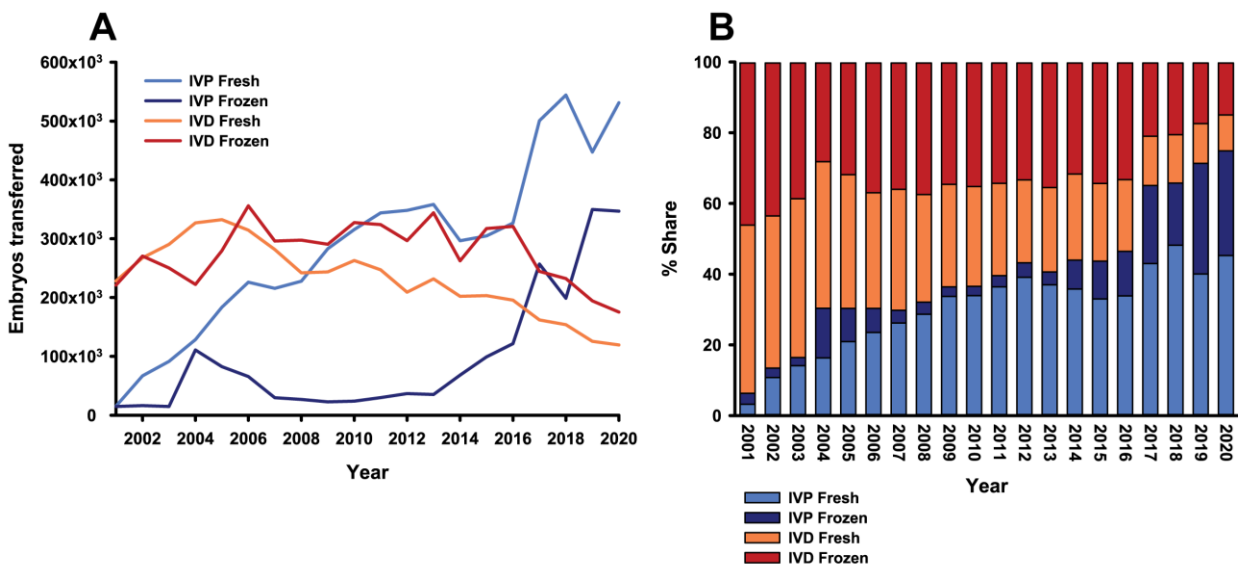 A
600x10³
500x10³
400x10³
300x10³
200x10³
100x10³
0
Embryos transferred
IVP Fresh
IVP Frozen
IVD Fresh
IVD Frozen
2002 2004 2006 2008 2010 2012 2014 2016 2018 2020
Year
B
100
80
60
40
20
0
% Share
2001 2002 2003 2004 2005 2006 2007 2008 2009 2010 2011 2012 2013 2014 2015 2016 2017 2018 2019 2020
Year
IVP Fresh
IVP Frozen
IVD Fresh
IVD Frozen